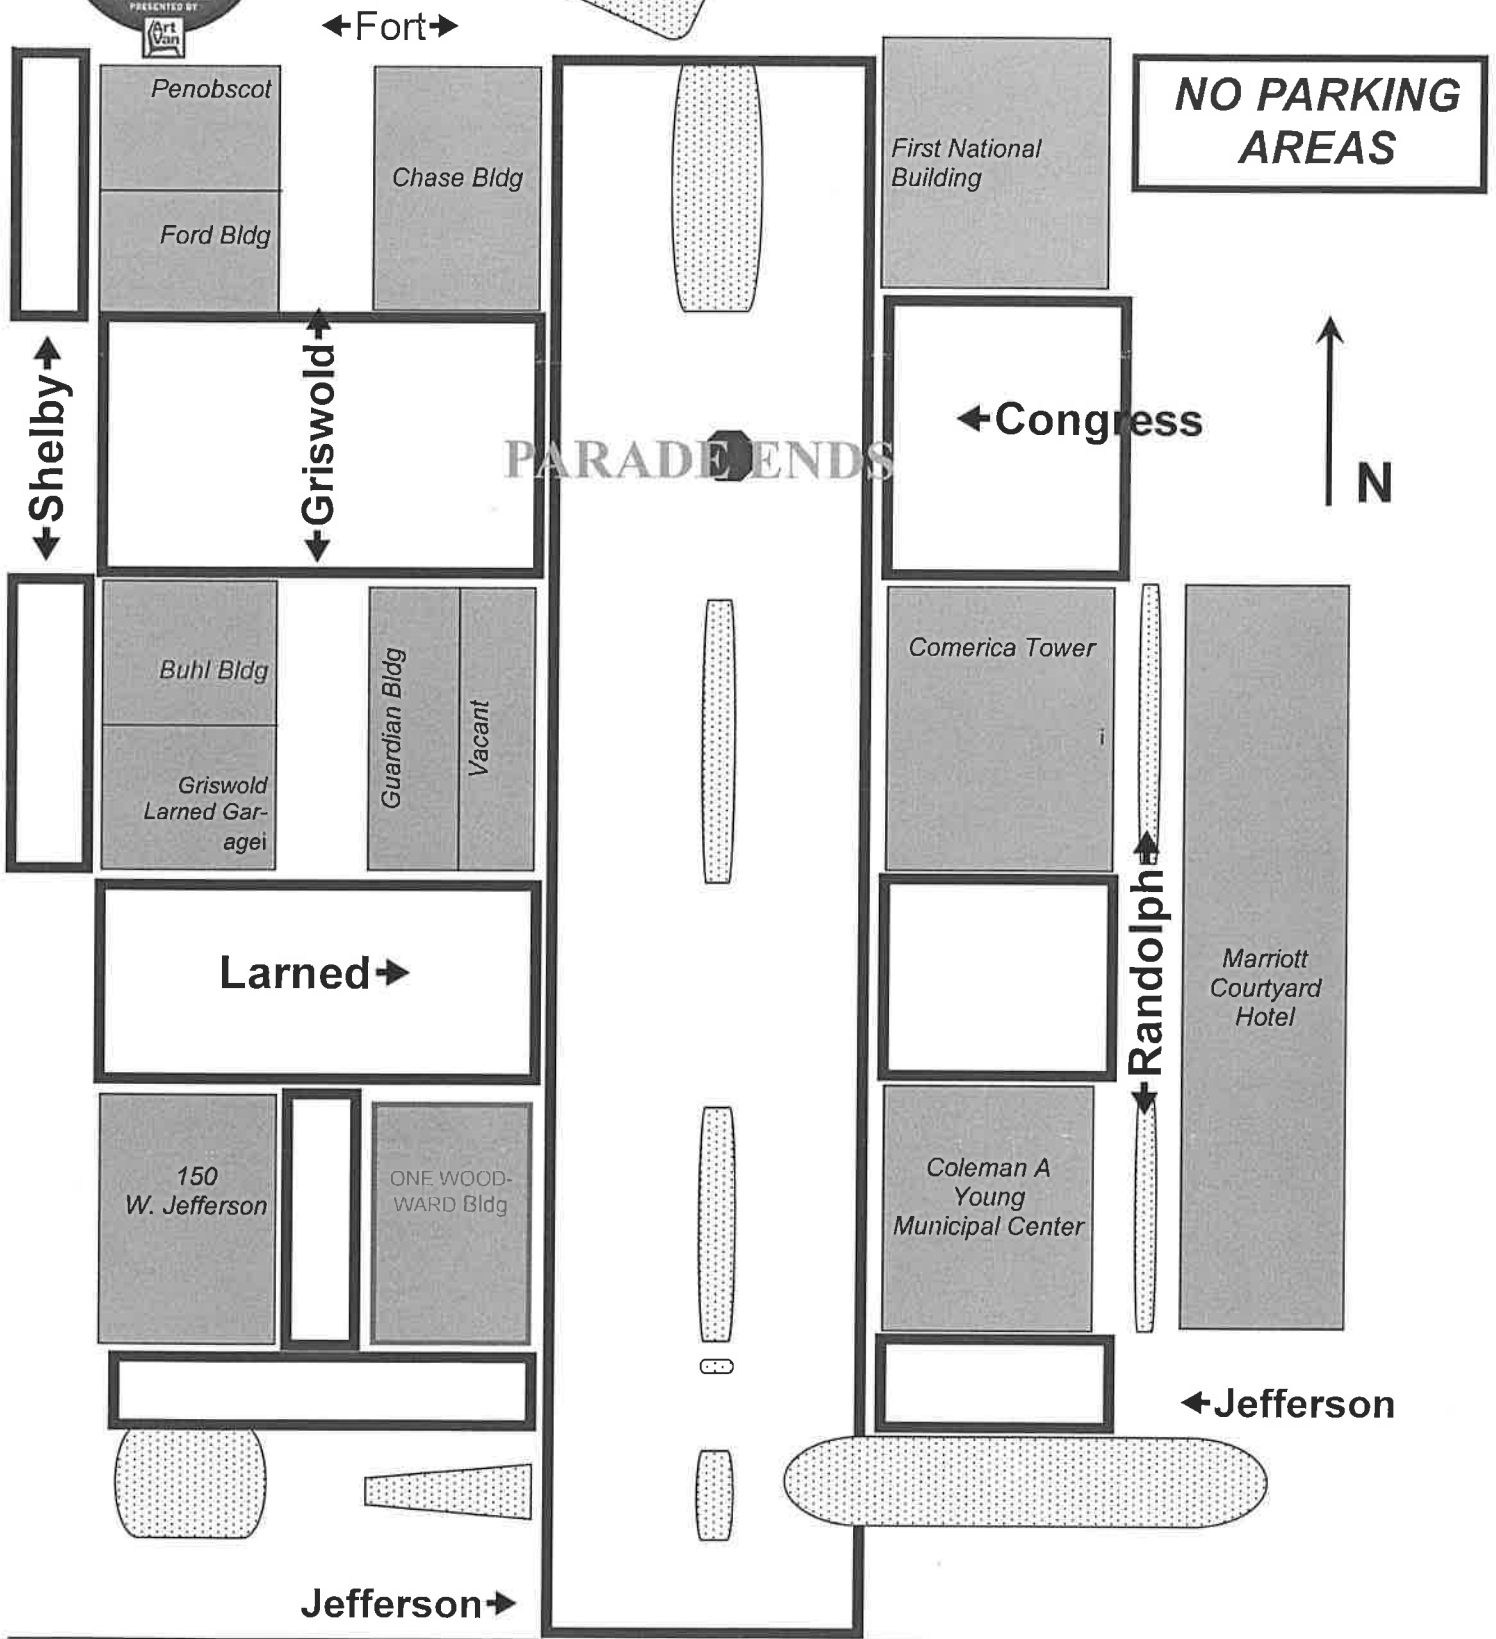 PRESENTED BY
Art
Van
Fort
Penobscot
Chase Bldg
First National
Building
NO PARKING
AREAS
Ford Bldg
Shelby
Griswold
PARADE ENDS
Congress
N
Buhl Bldg
Griswold
Larned Gar-
agei
Guardian Bldg
Vacant
Comerica Tower
i
Randolph
Marriott
Courtyard
Hotel
Larned
150
W. Jefferson
ONE WOOD-
WARD Bldg
Coleman A
Young
Municipal Center
Jefferson
Jefferson